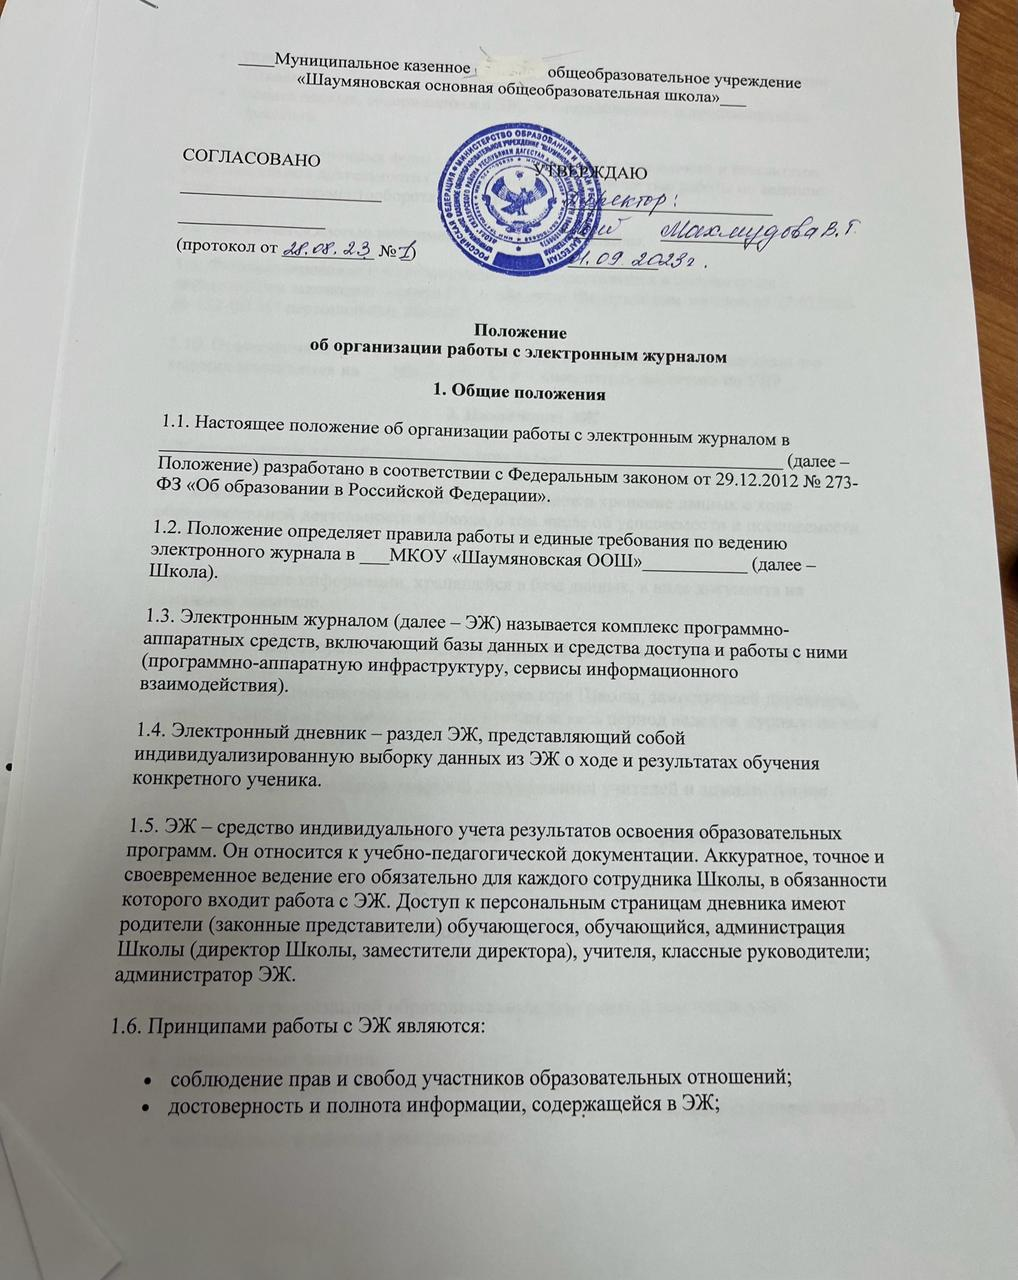 ____Муниципальное казенное общеобразовательное учреждение
«Шаумяновская основная общеобразовательная школа»___
СОГЛАСОВАНО
УТВЕРЖДАЮ
Директор:
Махмудова В.Г.
(протокол от 28.08.23 №1)
1.09 2023г.
Положение
об организации работы с электронным журналом
1. Общие положения
1.1. Настоящее положение об организации работы с электронным журналом в
(далее –
Положение) разработано в соответствии с Федеральным законом от 29.12.2012 № 273-
ФЗ «Об образовании в Российской Федерации».
1.2. Положение определяет правила работы и единые требования по ведению
электронного журнала в ___МКОУ «Шаумяновская ООШ»____________ (далее –
Школа).
1.3. Электронным журналом (далее – ЭЖ) называется комплекс программно-
аппаратных средств, включающий базы данных и средства доступа и работы с ними
(программно-аппаратную инфраструктуру, сервисы информационного
взаимодействия).
1.4. Электронный дневник – раздел ЭЖ, представляющий собой
индивидуализированную выборку данных из ЭЖ о ходе и результатах обучения
конкретного ученика.
1.5. ЭЖ – средство индивидуального учета результатов освоения образовательных
программ. Он относится к учебно-педагогической документации. Аккуратное, точное и
своевременное ведение его обязательно для каждого сотрудника Школы, в обязанности
которого входит работа с ЭЖ. Доступ к персональным страницам дневника имеют
родители (законные представители) обучающегося, обучающийся, администрация
Школы (директор Школы, заместители директора), учителя, классные руководители;
администратор ЭЖ.
1.6. Принципами работы с ЭЖ являются:
• соблюдение прав и свобод участников образовательных отношений;
• достоверность и полнота информации, содержащейся в ЭЖ;